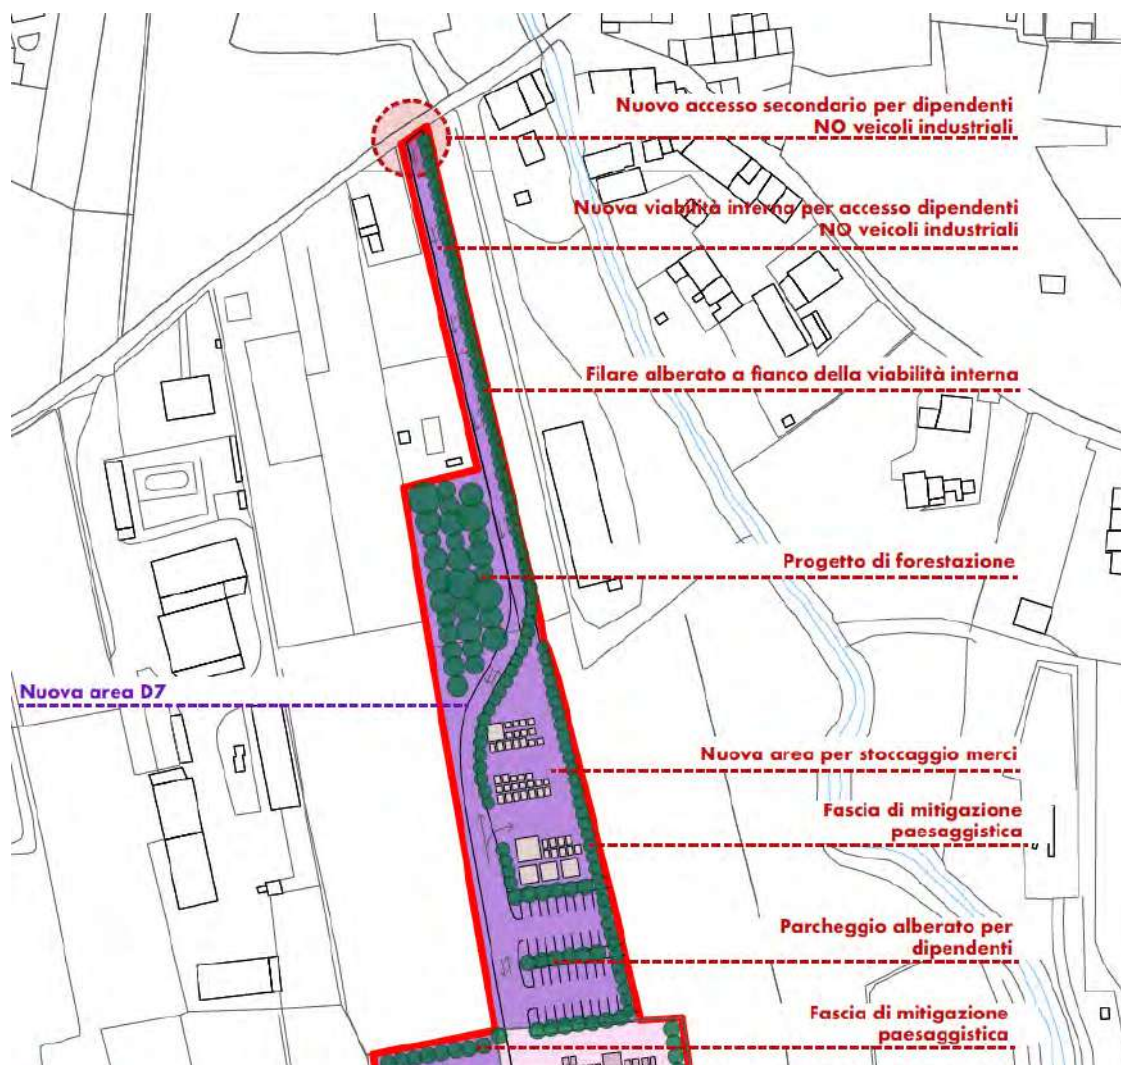 Nuovo accesso secondario per dipendenti
NO veicoli industriali
Nuova viabilità interna per accesso dipendenti
NO veicoli industriali
Filare alberato a fianco della viabilità interna
Progetto di forestazione
Nuova area D7
Nuova area per stoccaggio merci
Fascia di mitigazione
paesaggistica
Parcheggio alberato per
dipendenti
Fascia di mitigazione
paesaggistica